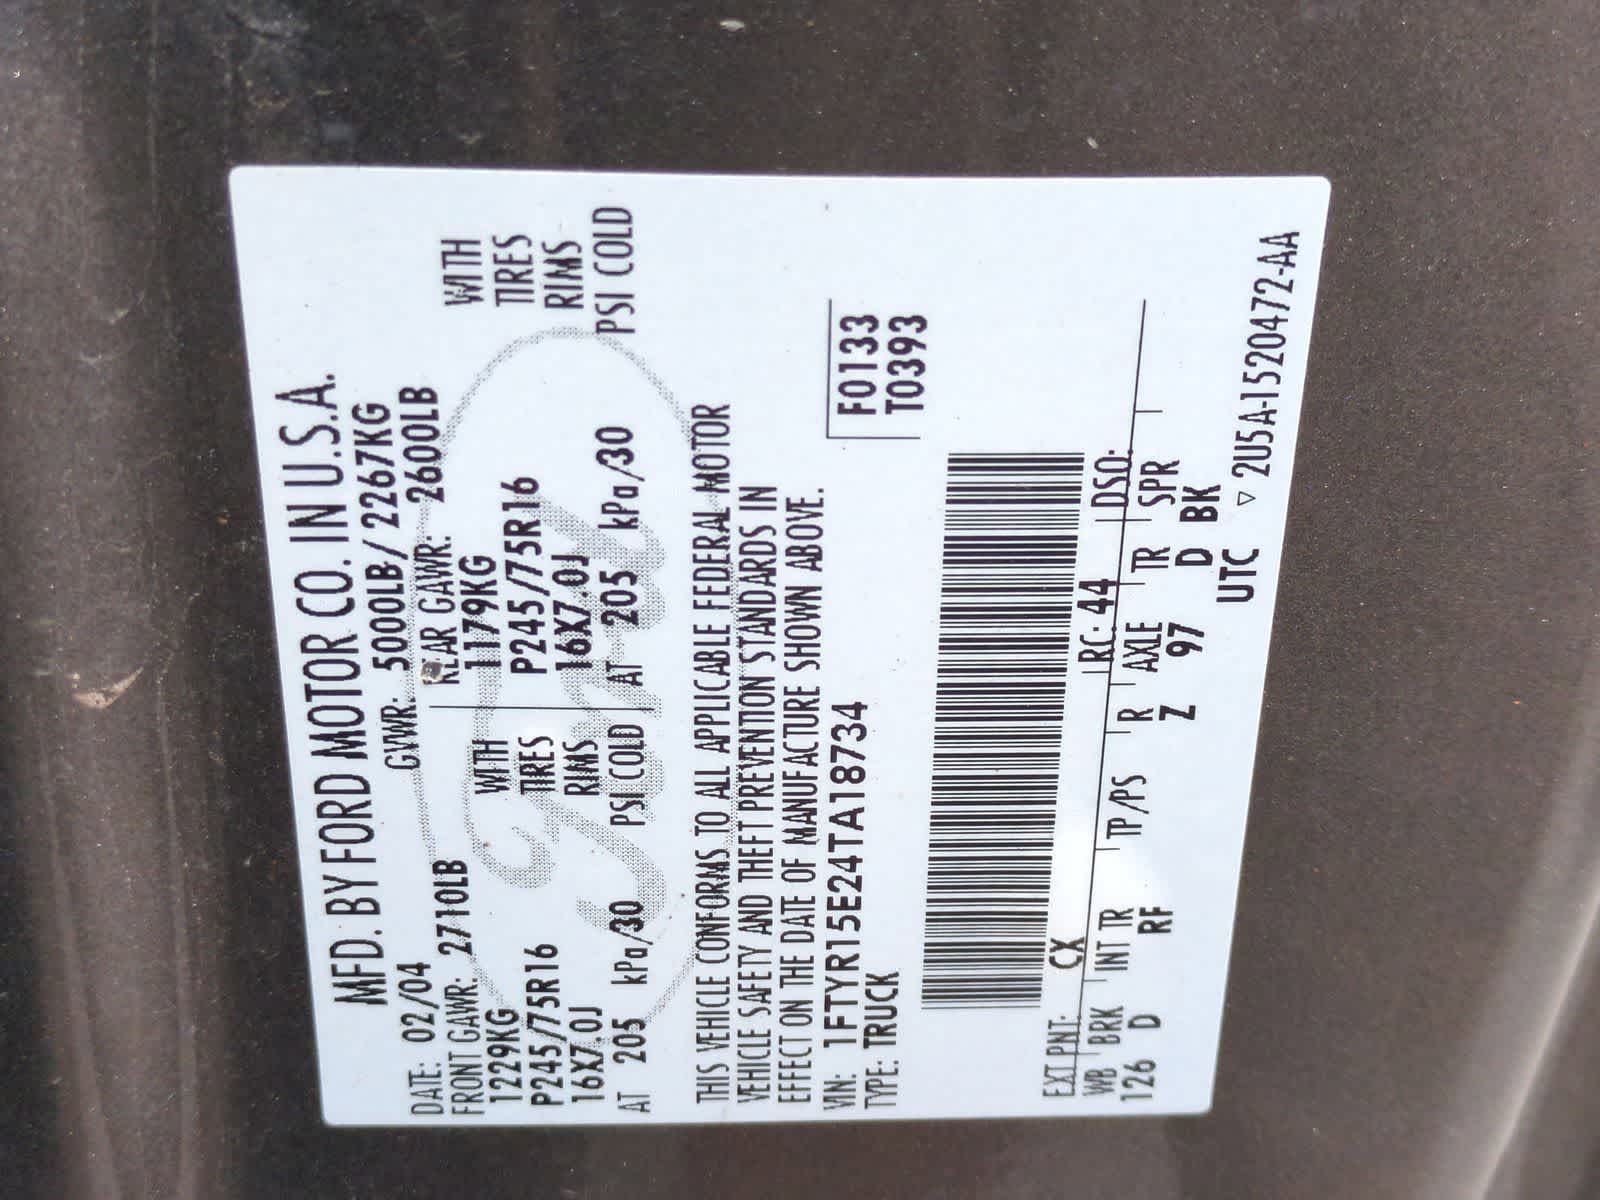 MFD. BY FORD MOTOR CO. IN U.S.A.
DATE: 02/04 GVWR: 5000LB/ 2267KG
FRONT GAWR: 2710LB REAR GAWR: 2600LB
1229KG WITH 1179KG WITH
P245/75R16 TIRES P245/75R16 TIRES
16X7.0J RIMS 16X7.0J RIMS
AT 205 kPa/30 PSI COLD AT 205 kPa/30 PSI COLD
THIS VEHICLE CONFORMS TO ALL APPLICABLE FEDERAL MOTOR
VEHICLE SAFETY AND THEFT PREVENTION STANDARDS IN
EFFECT ON THE DATE OF MANUFACTURE SHOWN ABOVE.
VIN: 1FTYR15E24TA18734 F0133
TYPE: TRUCK T0393
EXT PNT: CX RC: 44 DSO:
WB BRK INT TR TP/PS R AXLE TR SPR
126 D RF Z 97 D BK
UTC ▽ 2U5A-1520472-AA
Ford